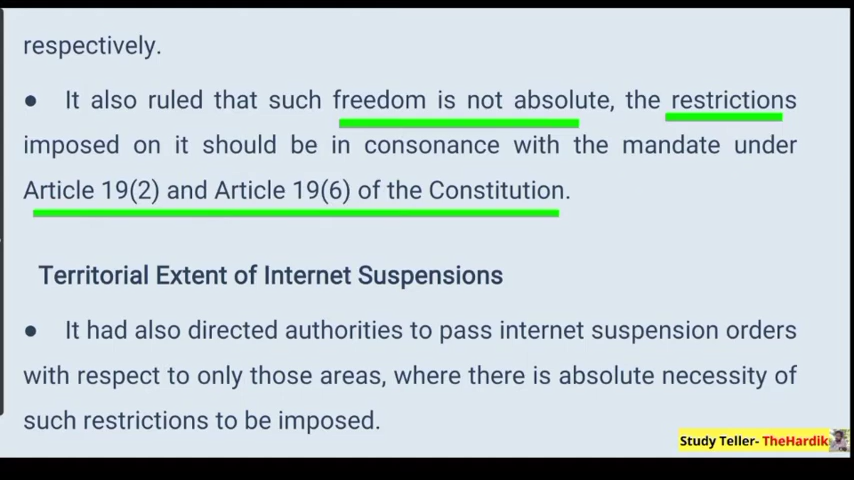 respectively.
● It also ruled that such freedom is not absolute, the restrictions
imposed on it should be in consonance with the mandate under
Article 19(2) and Article 19(6) of the Constitution.
Territorial Extent of Internet Suspensions
● It had also directed authorities to pass internet suspension orders
with respect to only those areas, where there is absolute necessity of
such restrictions to be imposed.
Study Teller- TheHardik